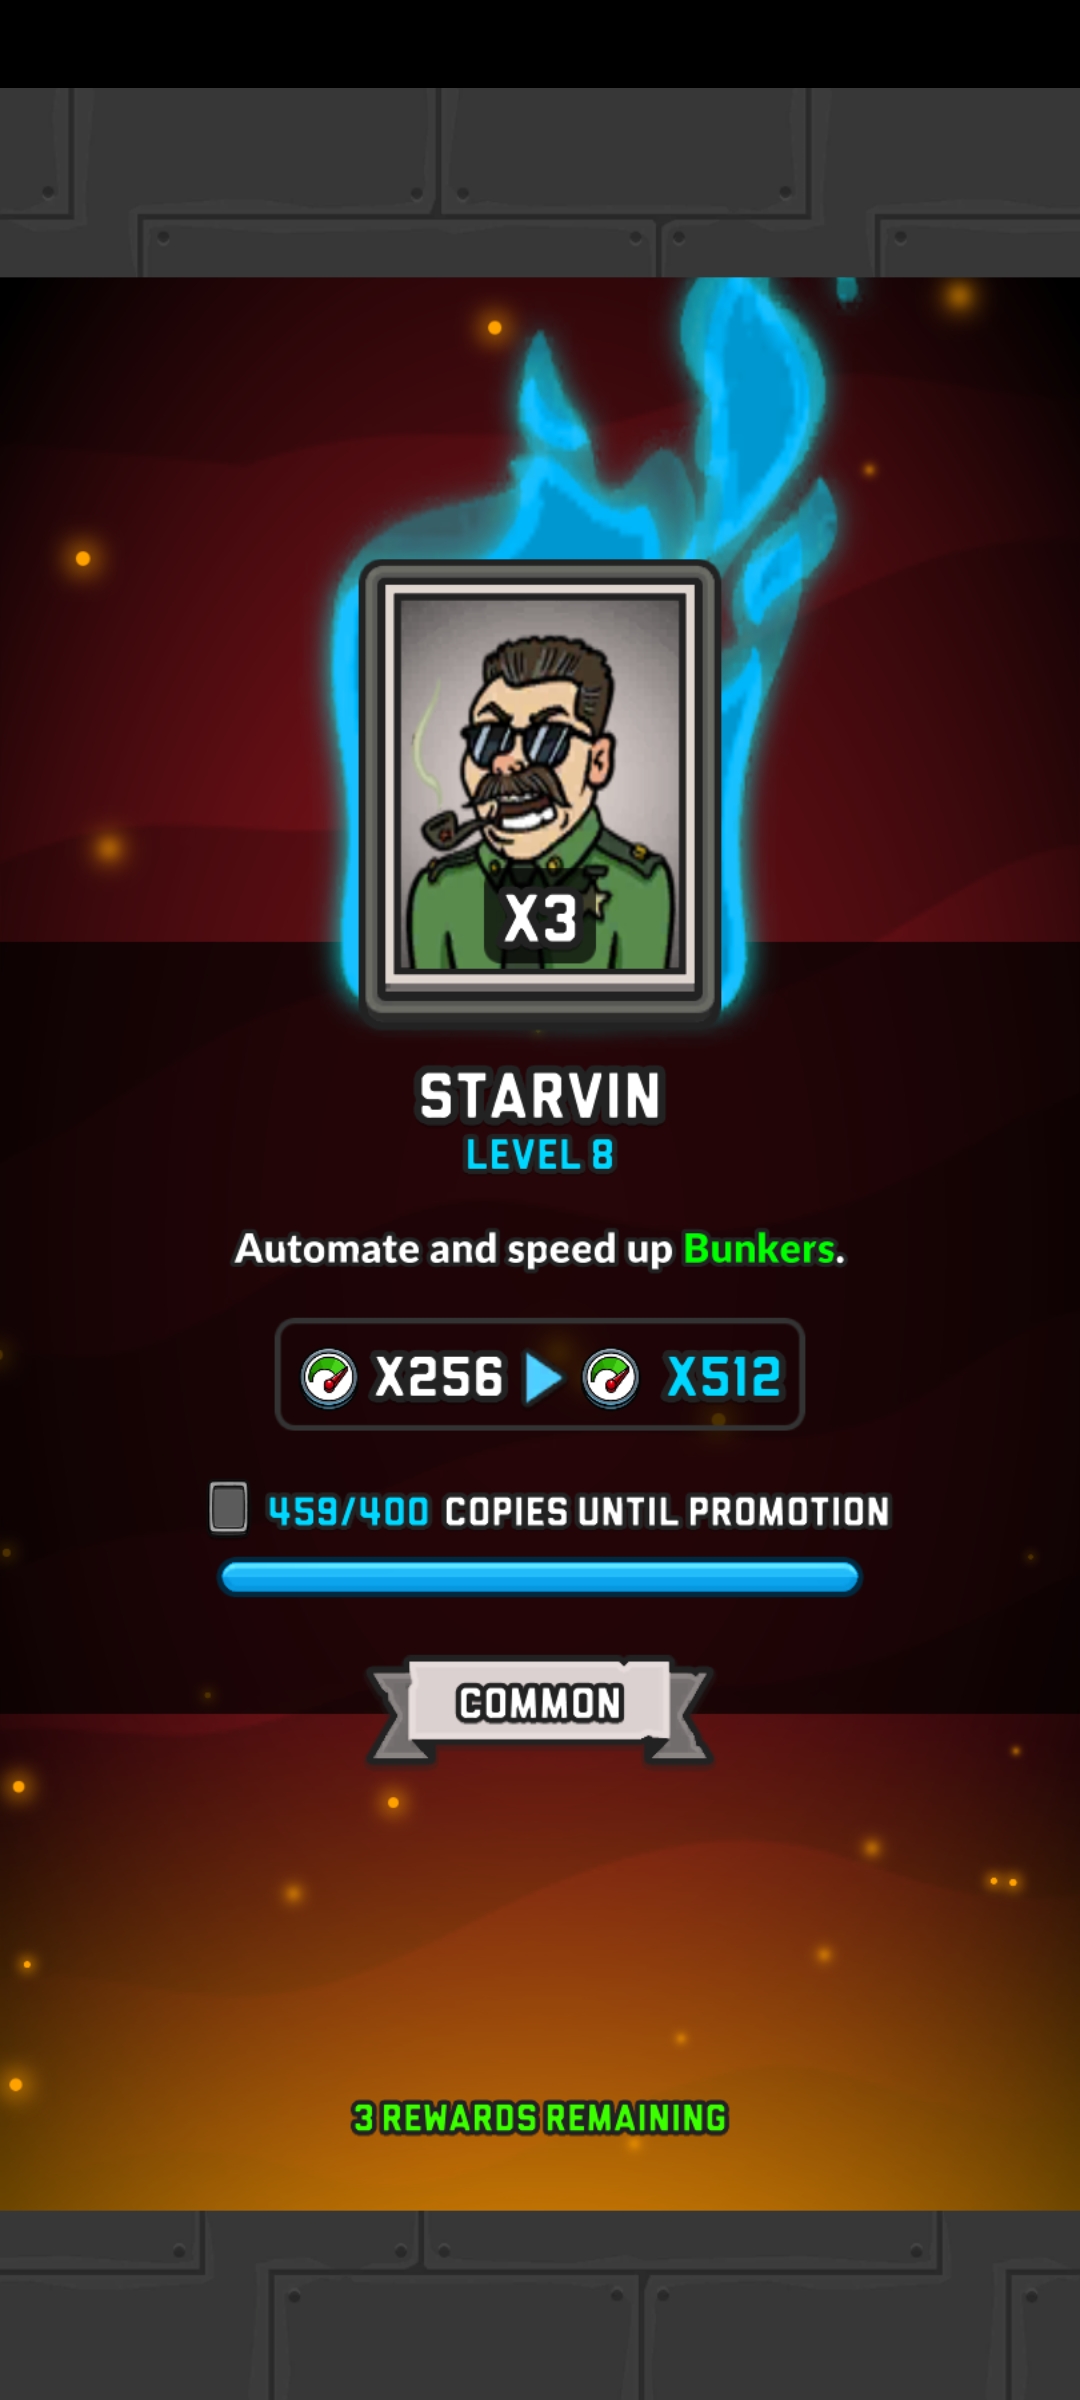 X3
STARVIN
LEVEL 8
Automate and speed up Bunkers.
X256 X512
459/400 COPIES UNTIL PROMOTION
COMMON
3 REWARDS REMAINING